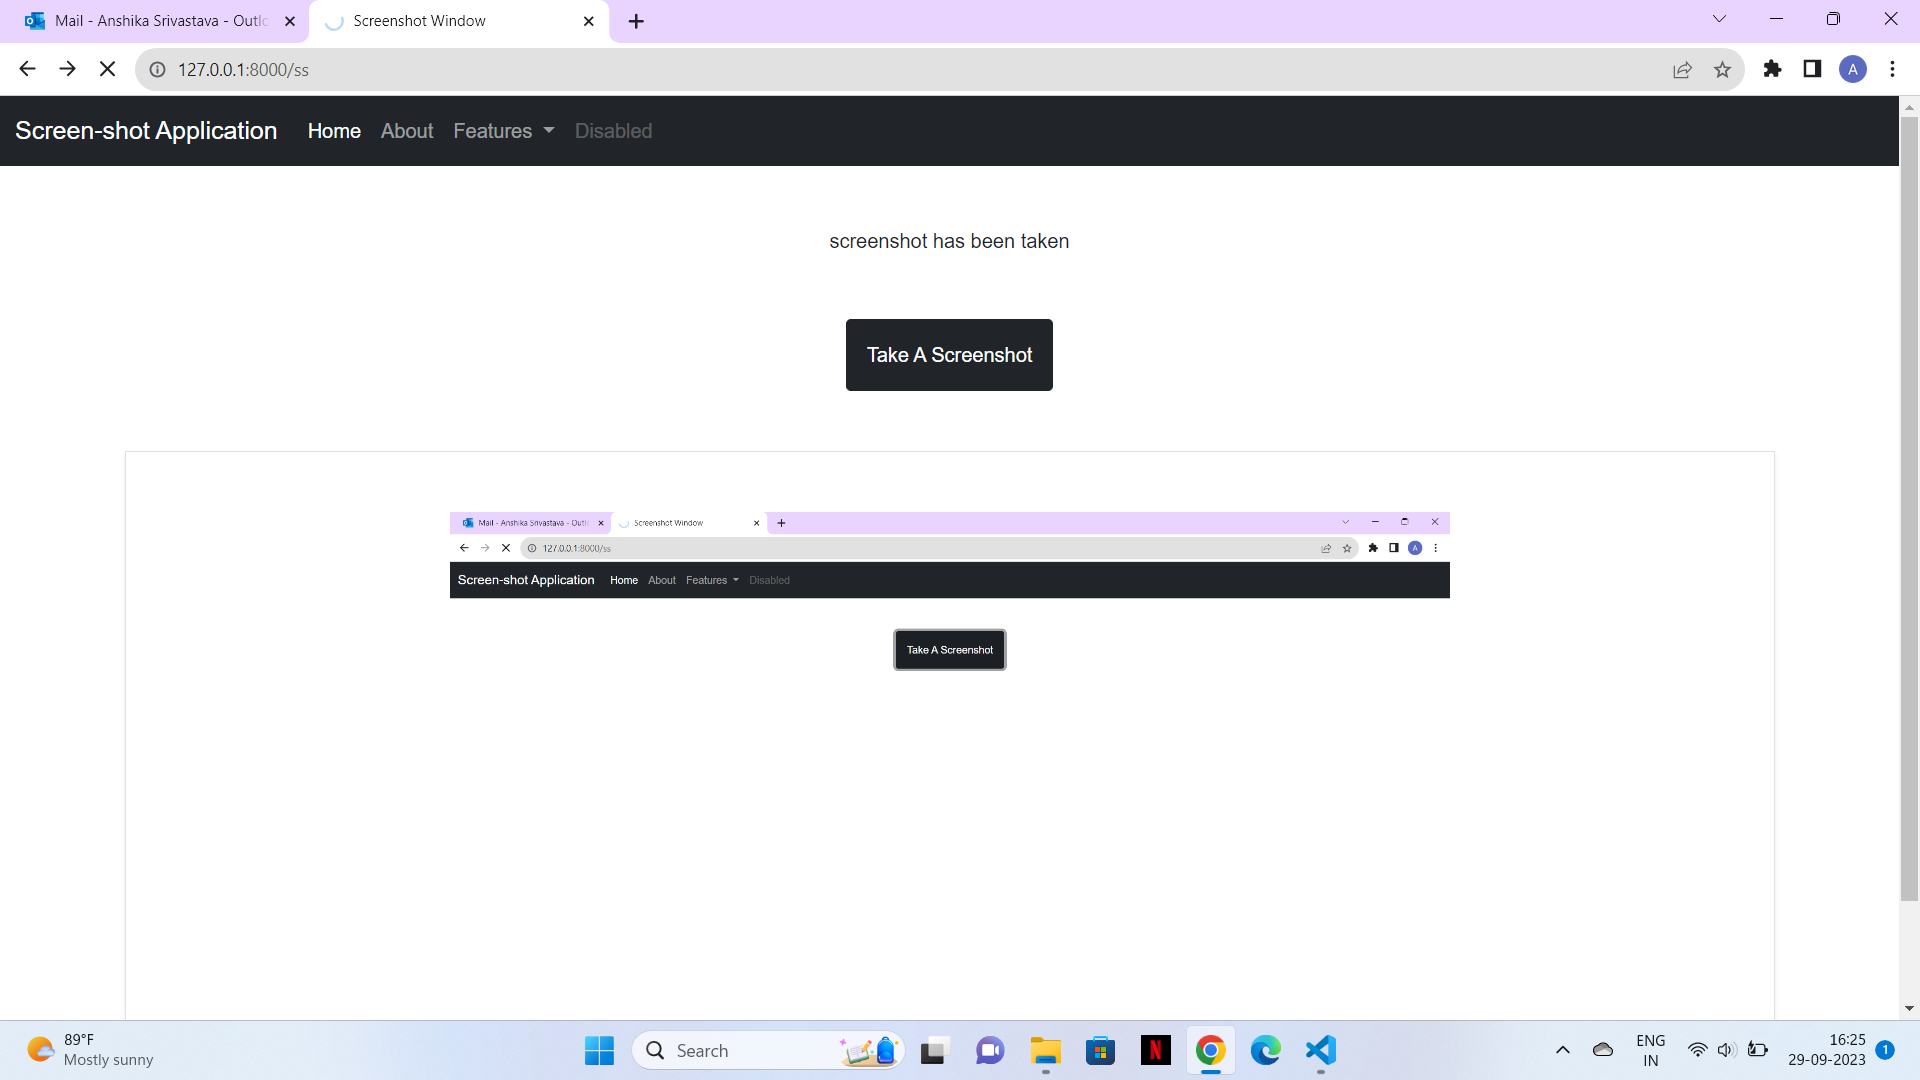 Mail - Anshika Srivastava - Outlo
Screenshot Window
127.0.0.1:8000/ss
A
Screen-shot Application
Home
About
Features
Disabled
screenshot has been taken
Take A Screenshot
Mail - Anshika Srivastava - Outlo
Screenshot Window
127.0.0.1:8000/ss
A
Screen-shot Application
Home
About
Features
Disabled
Take A Screenshot
89°F
Mostly sunny
Search
N
ENG
IN
16:25
29-09-2023
1